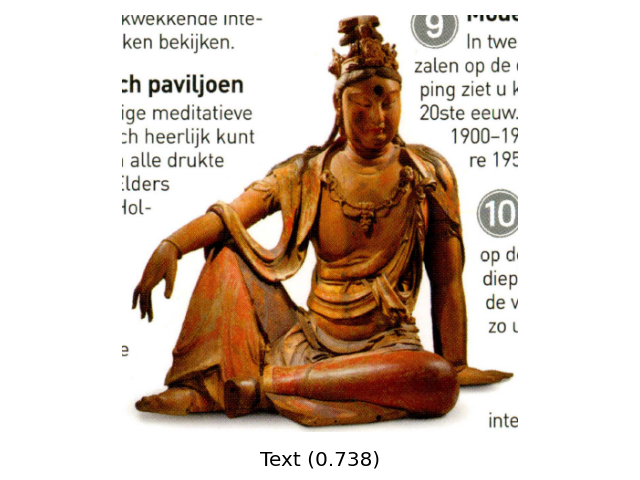 kwekkende inte-
ken bekijken.
ch paviljoen
ige meditatieve
ch heerlijk kunt
alle drukte
Elders
Hol-
e
9
In twe
zalen op de
ping ziet u k
20ste eeuw.
1900–19
re 195
10
op de
diep
de v
zo u
inte
Text (0.738)